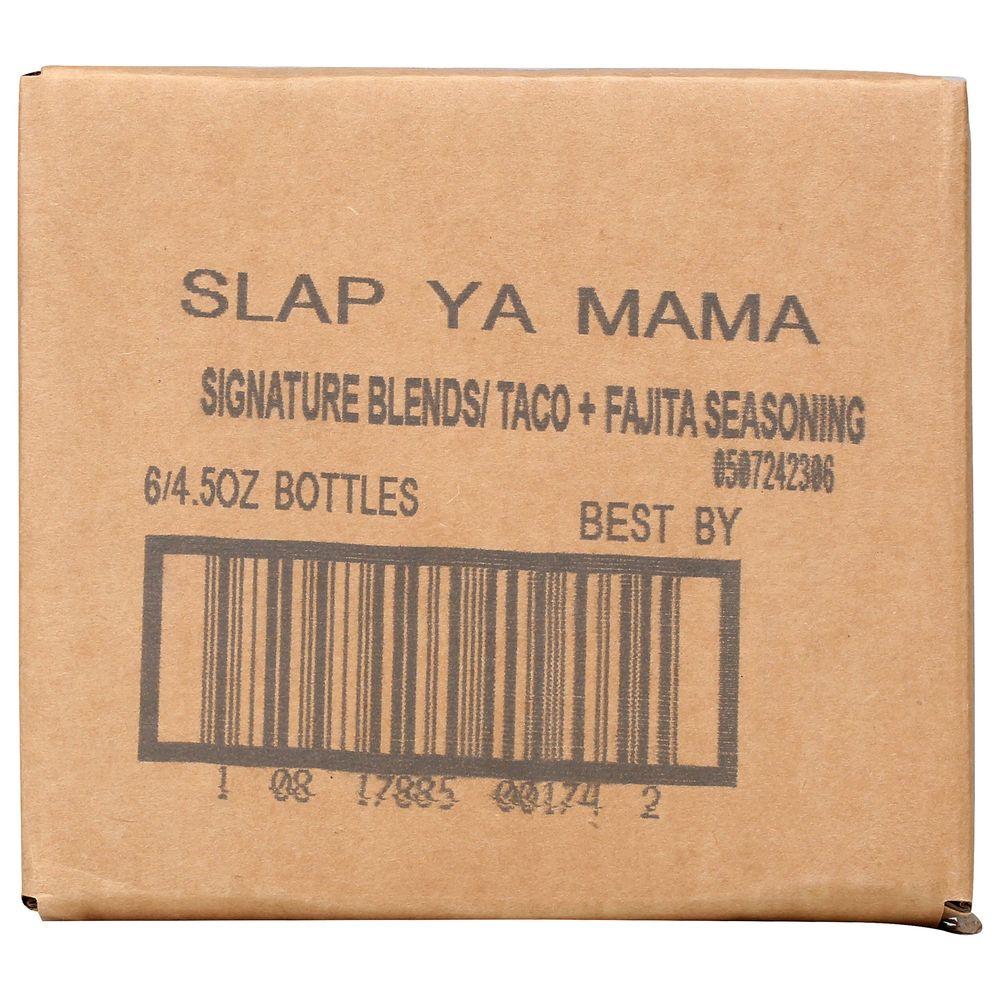 SLAP YA MAMA
SIGNATURE BLENDS/ TACO + FAJITA SEASONING
0507242306
6/4.5OZ BOTTLES
BEST BY
1 08 17885 00174 2